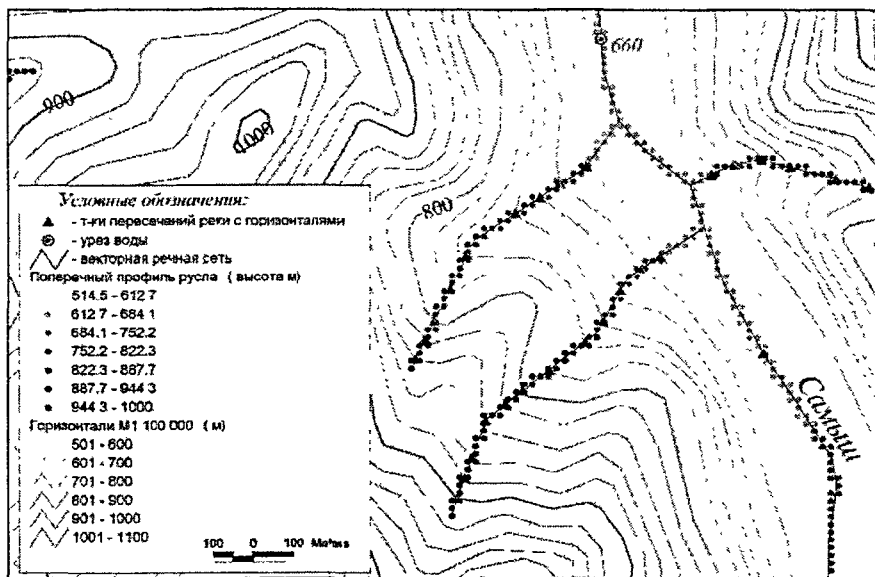 660
900
1000
800
Условные обозначения:
- т-ки пересечений реки с горизонталями
- урез воды
- векторная речная сеть
Поперечный профиль русла ( высота м)
514.5 - 612.7
612.7 - 684.1
684.1 - 752.2
752.2 - 822.3
822.3 - 887.7
887.7 - 944.3
944.3 - 1000
Горизонтали М1 100 000 ( м)
501 - 600
601 - 700
701 - 800
801 - 900
901 - 1000
1001 - 1100
100 0 100
Самыш